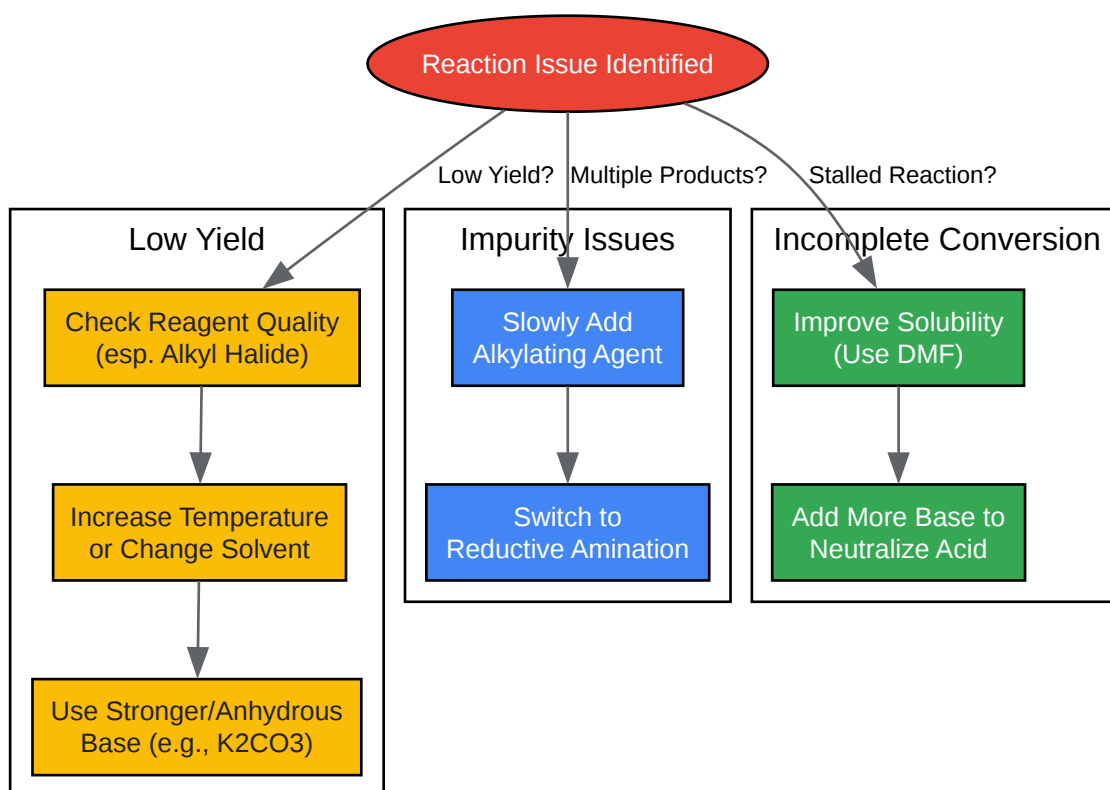 Reaction Issue Identified
Low Yield?
Multiple Products?
Stalled Reaction?
Low Yield
Check Reagent Quality
(esp. Alkyl Halide)
Increase Temperature
or Change Solvent
Use Stronger/Anhydrous
Base (e.g., K2CO3)
Impurity Issues
Slowly Add
Alkylating Agent
Switch to
Reductive Amination
Incomplete Conversion
Improve Solubility
(Use DMF)
Add More Base to
Neutralize Acid